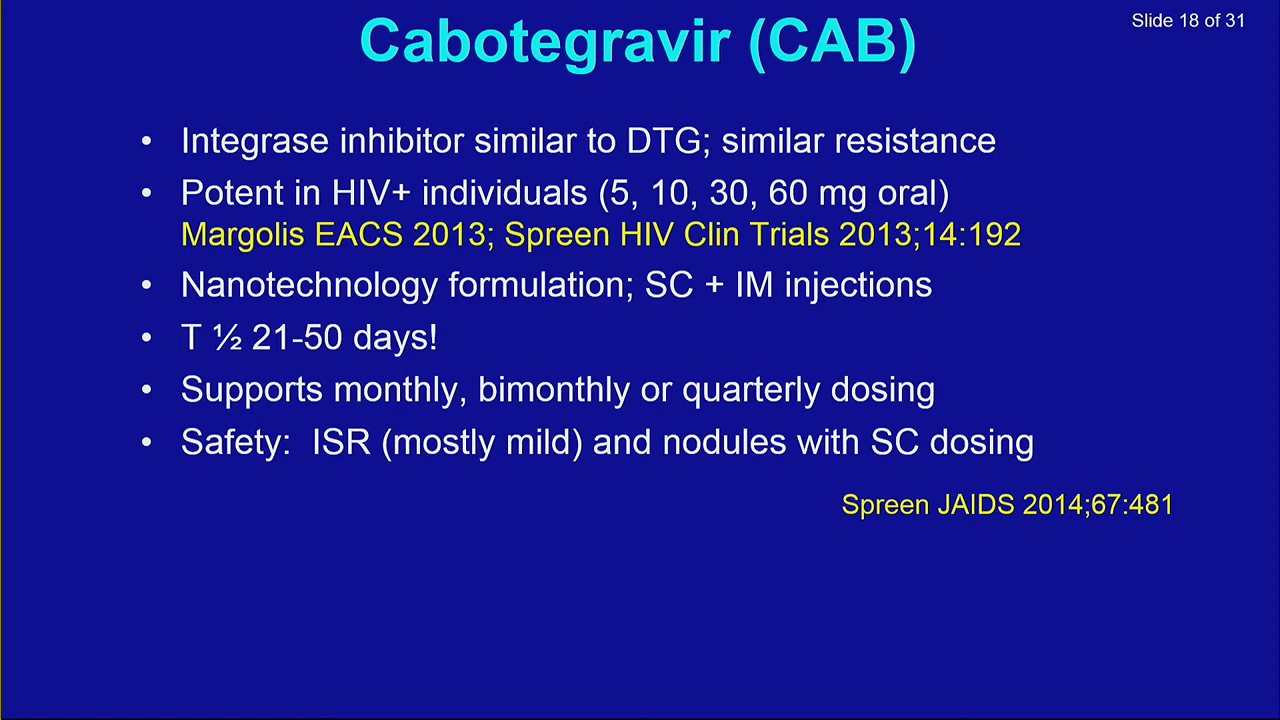 Slide 18 of 31
Cabotegravir (CAB)
• Integrase inhibitor similar to DTG; similar resistance
• Potent in HIV+ individuals (5, 10, 30, 60 mg oral)
Margolis EACS 2013; Spreen HIV Clin Trials 2013;14:192
• Nanotechnology formulation; SC + IM injections
• T ½ 21-50 days!
• Supports monthly, bimonthly or quarterly dosing
• Safety: ISR (mostly mild) and nodules with SC dosing
Spreen JAIDS 2014;67:481